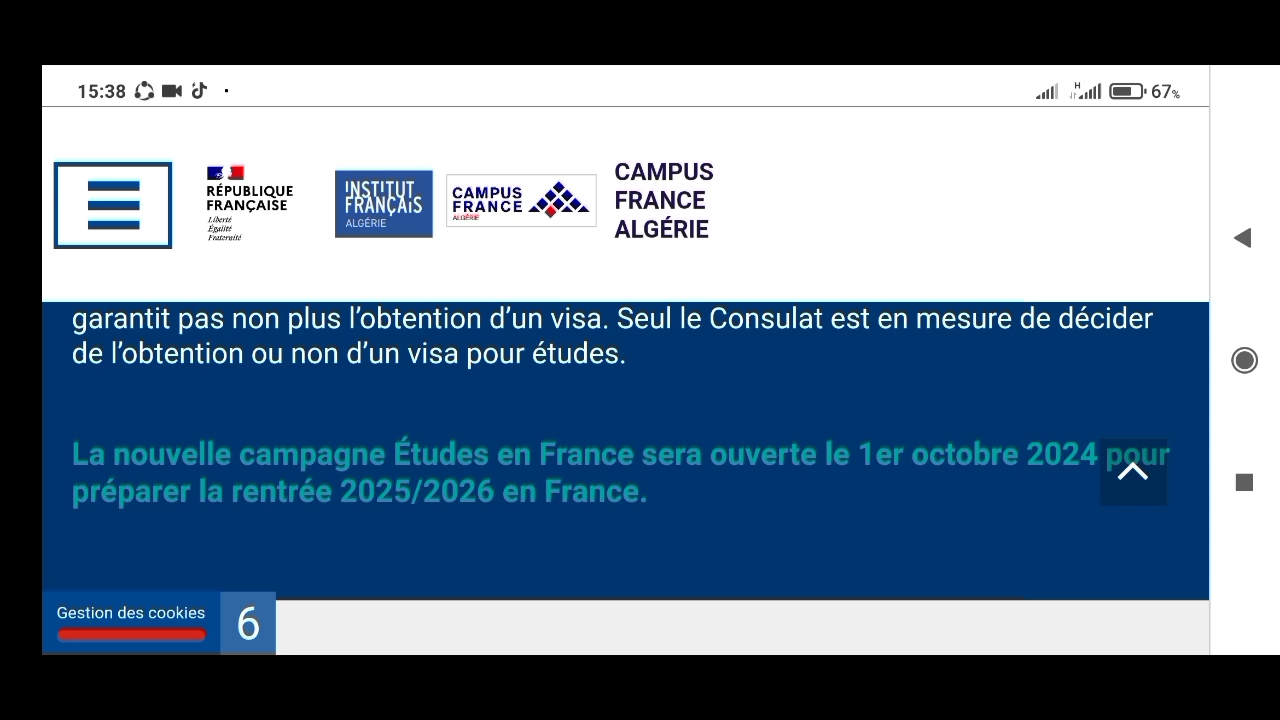 15:38
H
67%
RÉPUBLIQUE
FRANÇAISE
Liberté
Égalité
Fraternité
INSTITUT
FRANÇAIS
ALGÉRIE
CAMPUS
FRANCE
ALGÉRIE
CAMPUS
FRANCE
ALGÉRIE
garantit pas non plus l’obtention d’un visa. Seul le Consulat est en mesure de décider
de l’obtention ou non d’un visa pour études.
La nouvelle campagne Études en France sera ouverte le 1er octobre 2024 pour
préparer la rentrée 2025/2026 en France.
Gestion des cookies
6